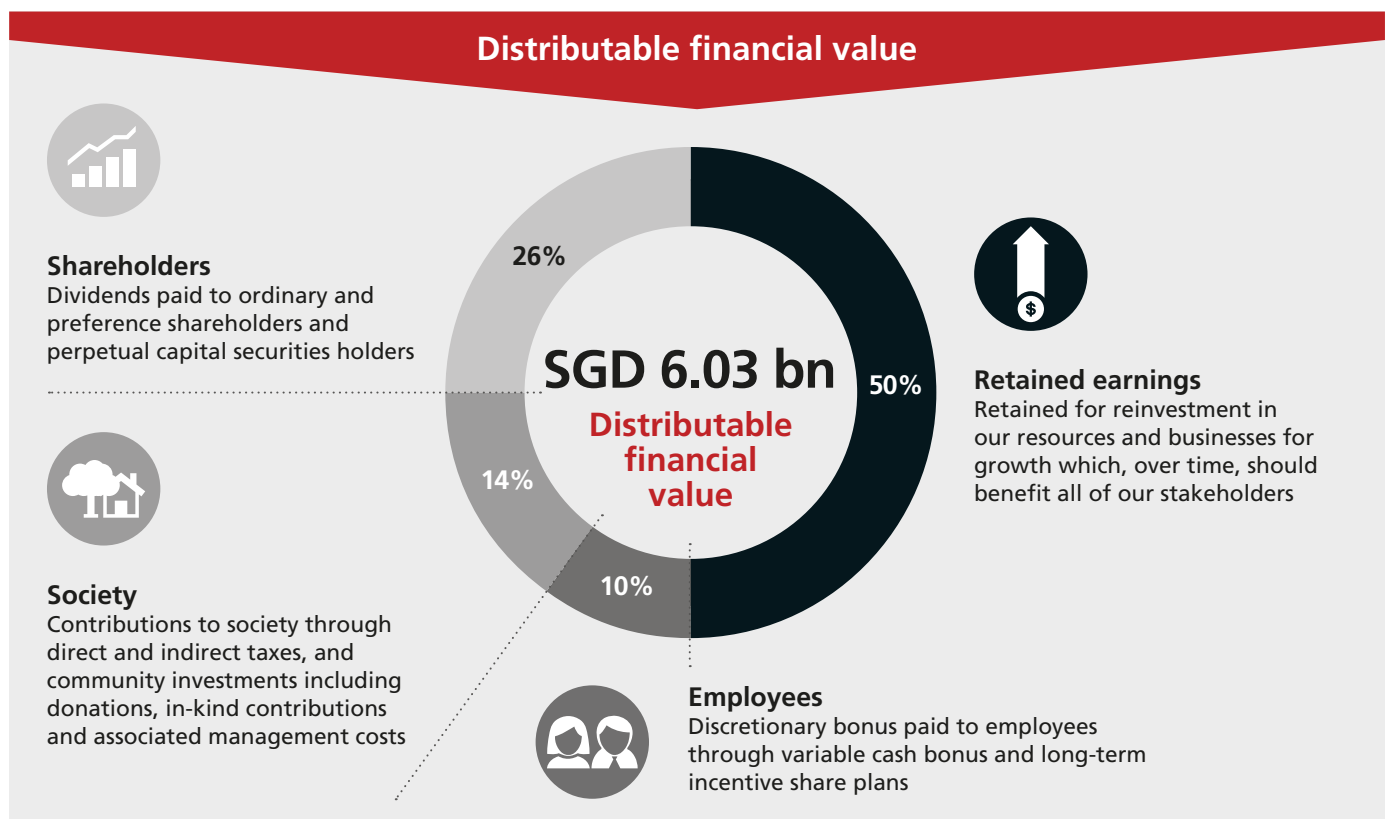 Distributable financial value
Shareholders
Dividends paid to ordinary and
preference shareholders and
perpetual capital securities holders
Society
Contributions to society through
direct and indirect taxes, and
community investments including
donations, in-kind contributions
and associated management costs
26%
14%
10%
50%
SGD 6.03 bn
Distributable
financial
value
$
Retained earnings
Retained for reinvestment in
our resources and businesses for
growth which, over time, should
benefit all of our stakeholders
Employees
Discretionary bonus paid to employees
through variable cash bonus and long-term
incentive share plans